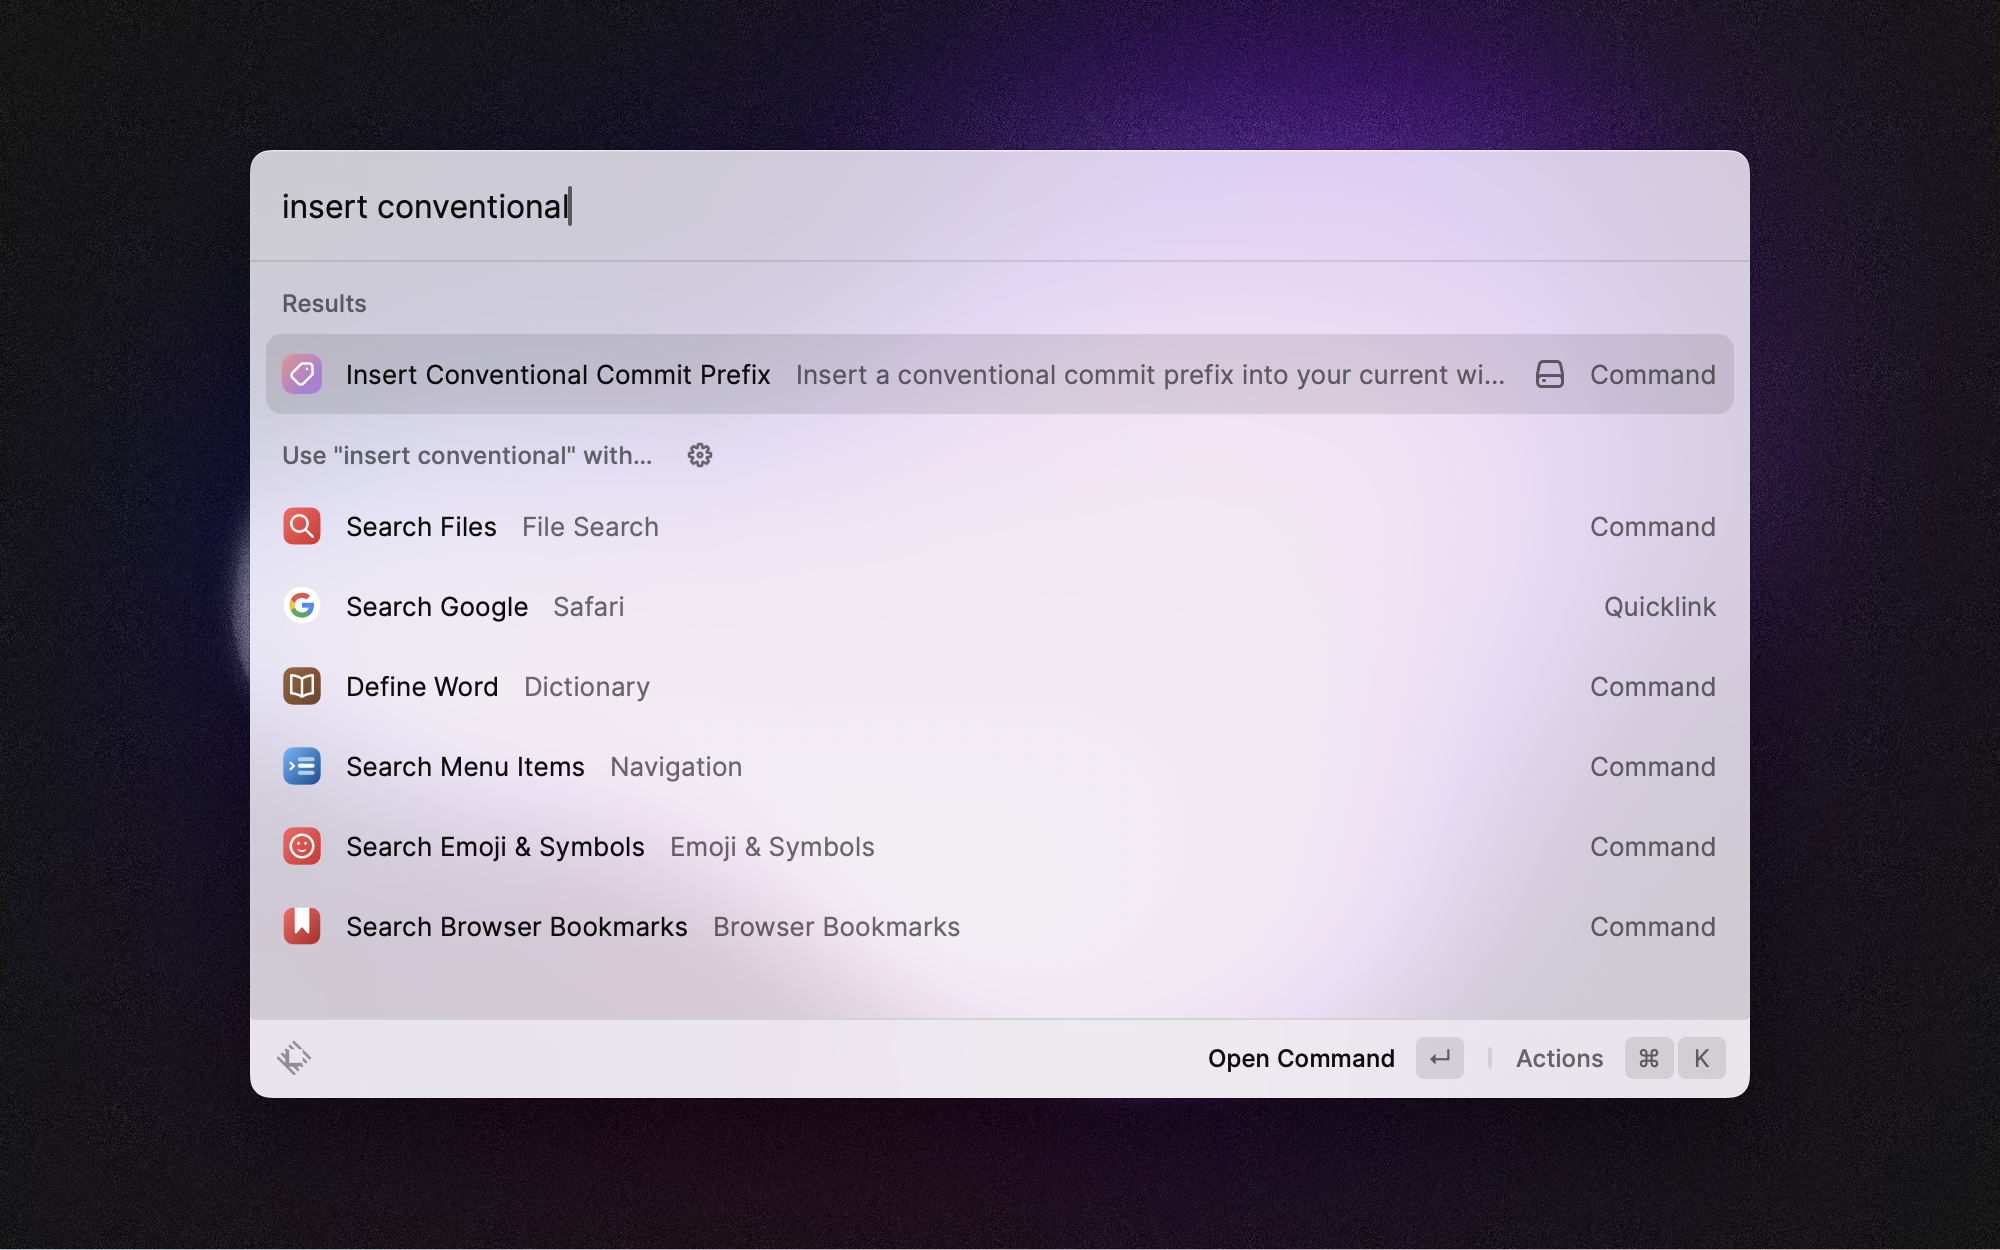 insert conventional
Results
Insert Conventional Commit Prefix Insert a conventional commit prefix into your current wi... Command
Use "insert conventional" with...
Search Files File Search Command
Search Google Safari Quicklink
Define Word Dictionary Command
Search Menu Items Navigation Command
Search Emoji & Symbols Emoji & Symbols Command
Search Browser Bookmarks Browser Bookmarks Command
Open Command ↵ Actions ⌘ K